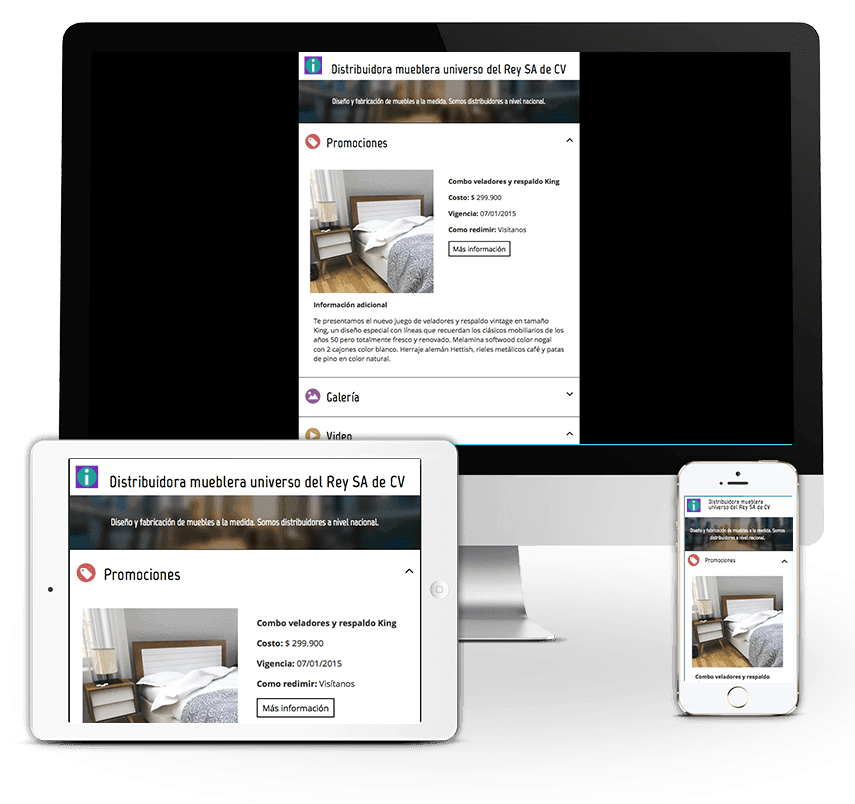 Distribuidora mueblera universo del Rey SA de CV
Diseño y fabricación de muebles a la medida. Somos distribuidores a nivel nacional.
Promociones
Combo veladores y respaldo King
Costo: $ 299.900
Vigencia: 07/01/2015
Como redimir: Visítanos
Más información
Información adicional
Te presentamos el nuevo juego de veladores y respaldo vintage en tamaño
King, un diseño especial con líneas que recuerdan los clásicos mobiliarios de los
años 50 pero totalmente fresco y renovado. Melamina softwood color nogal
con 2 cajones color blanco. Herraje alemán Hettish, rieles metálicos café y patas
de pino en color natural.
Galería
Video
Distribuidora mueblera universo del Rey SA de CV
Diseño y fabricación de muebles a la medida. Somos distribuidores a nivel nacional.
Promociones
Combo veladores y respaldo King
Costo: $ 299.900
Vigencia: 07/01/2015
Como redimir: Visítanos
Más información
Distribuidora mueblera
universo del Rey SA de CV
Diseño y fabricación de muebles a la medida. Somos
distribuidores a nivel nacional.
Promociones
Combo veladores y respaldo